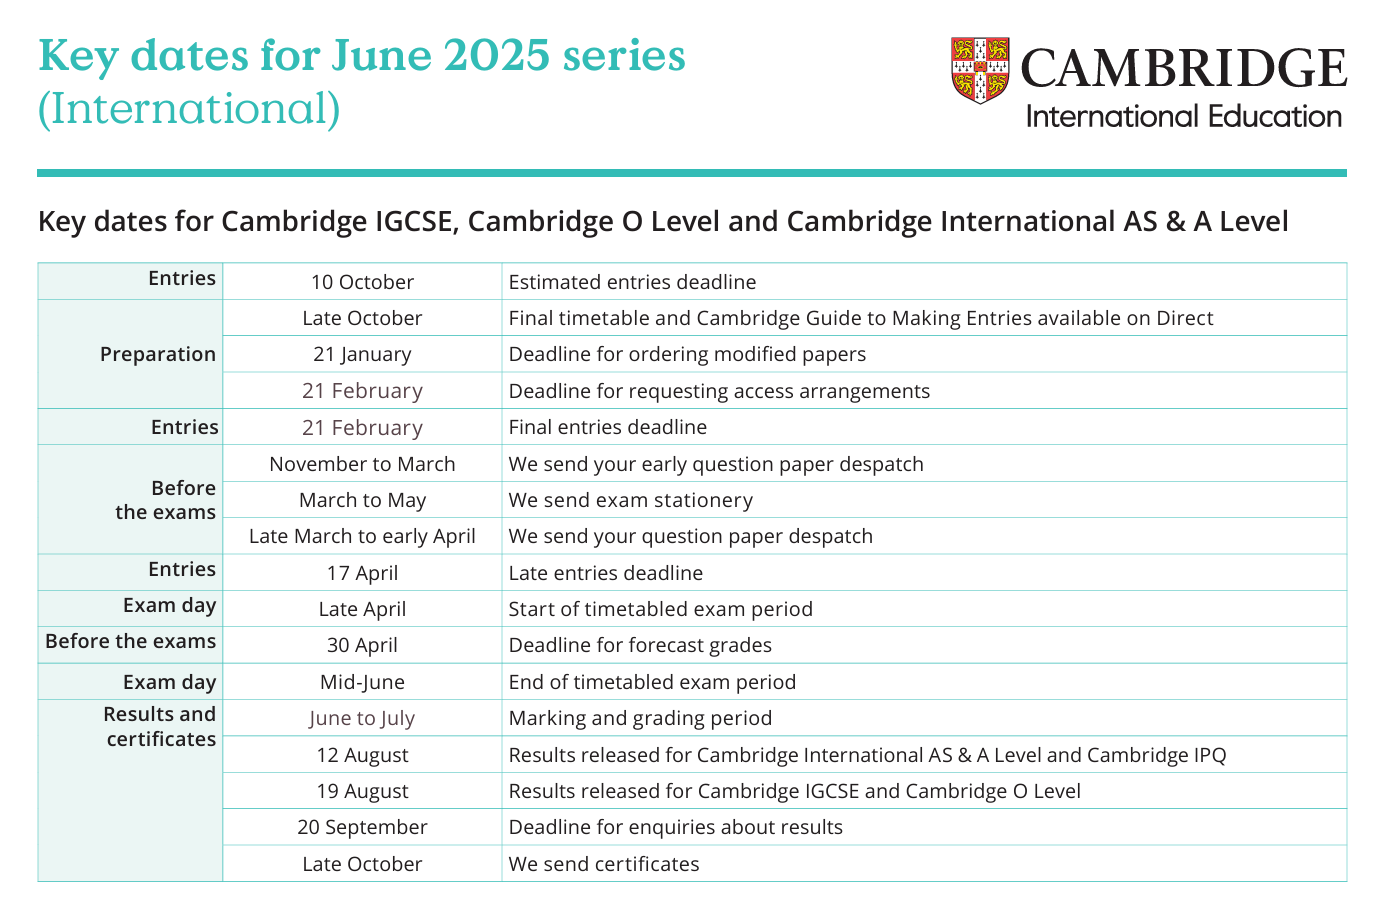 Key dates for June 2025 series
(International)
CAMBRIDGE
International Education
Key dates for Cambridge IGCSE, Cambridge O Level and Cambridge International AS & A Level
Entries 10 October Estimated entries deadline
Preparation Late October Final timetable and Cambridge Guide to Making Entries available on Direct
21 January Deadline for ordering modified papers
21 February Deadline for requesting access arrangements
Entries 21 February Final entries deadline
Before
the exams
November to March We send your early question paper despatch
March to May We send exam stationery
Late March to early April We send your question paper despatch
Entries 17 April Late entries deadline
Exam day Late April Start of timetabled exam period
Before the exams 30 April Deadline for forecast grades
Exam day Mid-June End of timetabled exam period
Results and
certificates
June to July Marking and grading period
12 August Results released for Cambridge International AS & A Level and Cambridge IPQ
19 August Results released for Cambridge IGCSE and Cambridge O Level
20 September Deadline for enquiries about results
Late October We send certificates